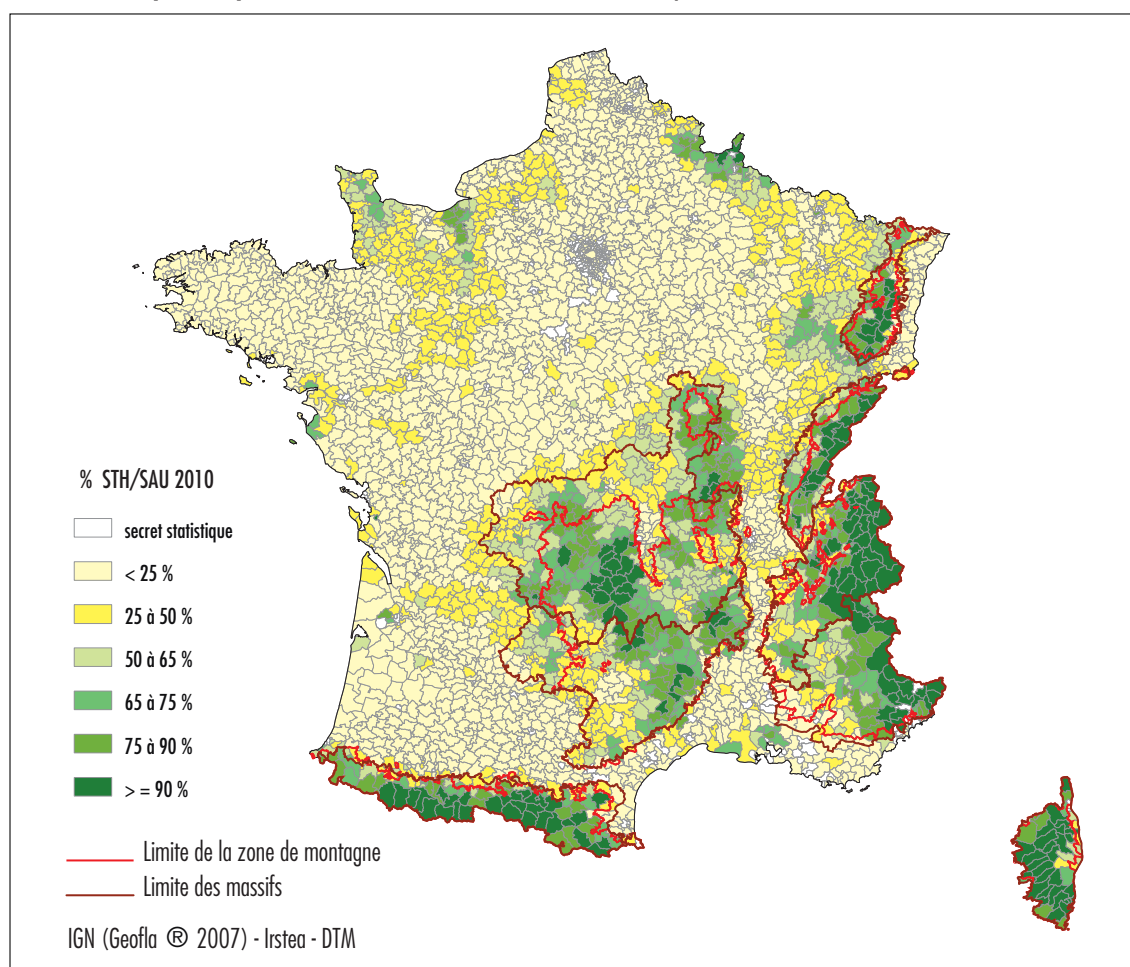 % STH/SAU 2010
secret statistique
< 25 %
25 à 50 %
50 à 65 %
65 à 75 %
75 à 90 %
> = 90 %
Limite de la zone de montagne
Limite des massifs
IGN (Geofla ® 2007) - Irstea - DTM